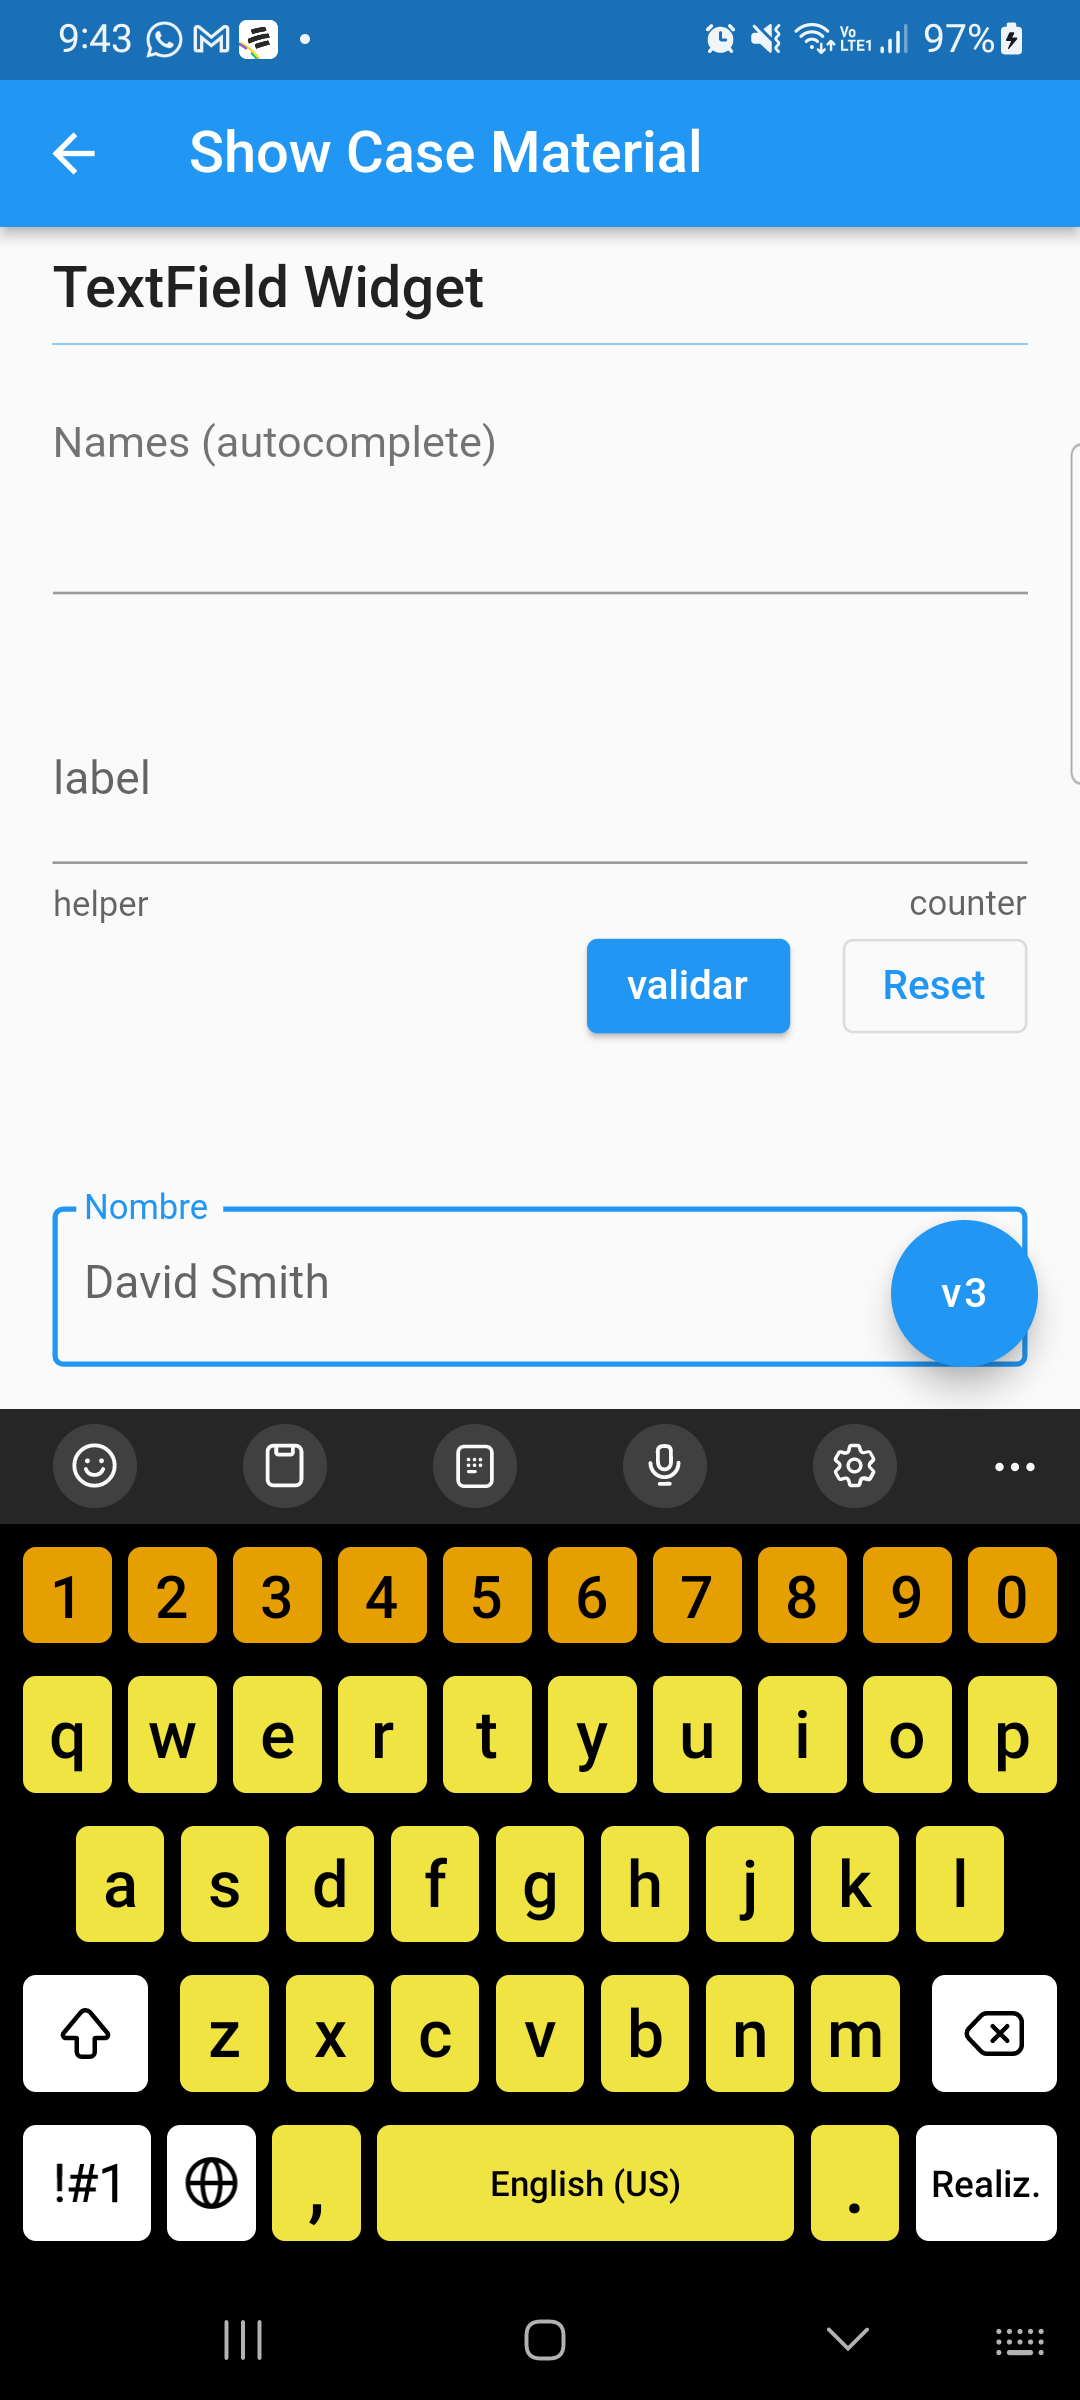 9:43 Vo LTE1 97%
Show Case Material
TextField Widget
Names (autocomplete)
label
helper counter
validar Reset
Nombre
David Smith
v3
1 2 3 4 5 6 7 8 9 0
q w e r t y u i o p
a s d f g h j k l
z x c v b n m
!#1 , English (US) . Realiz.